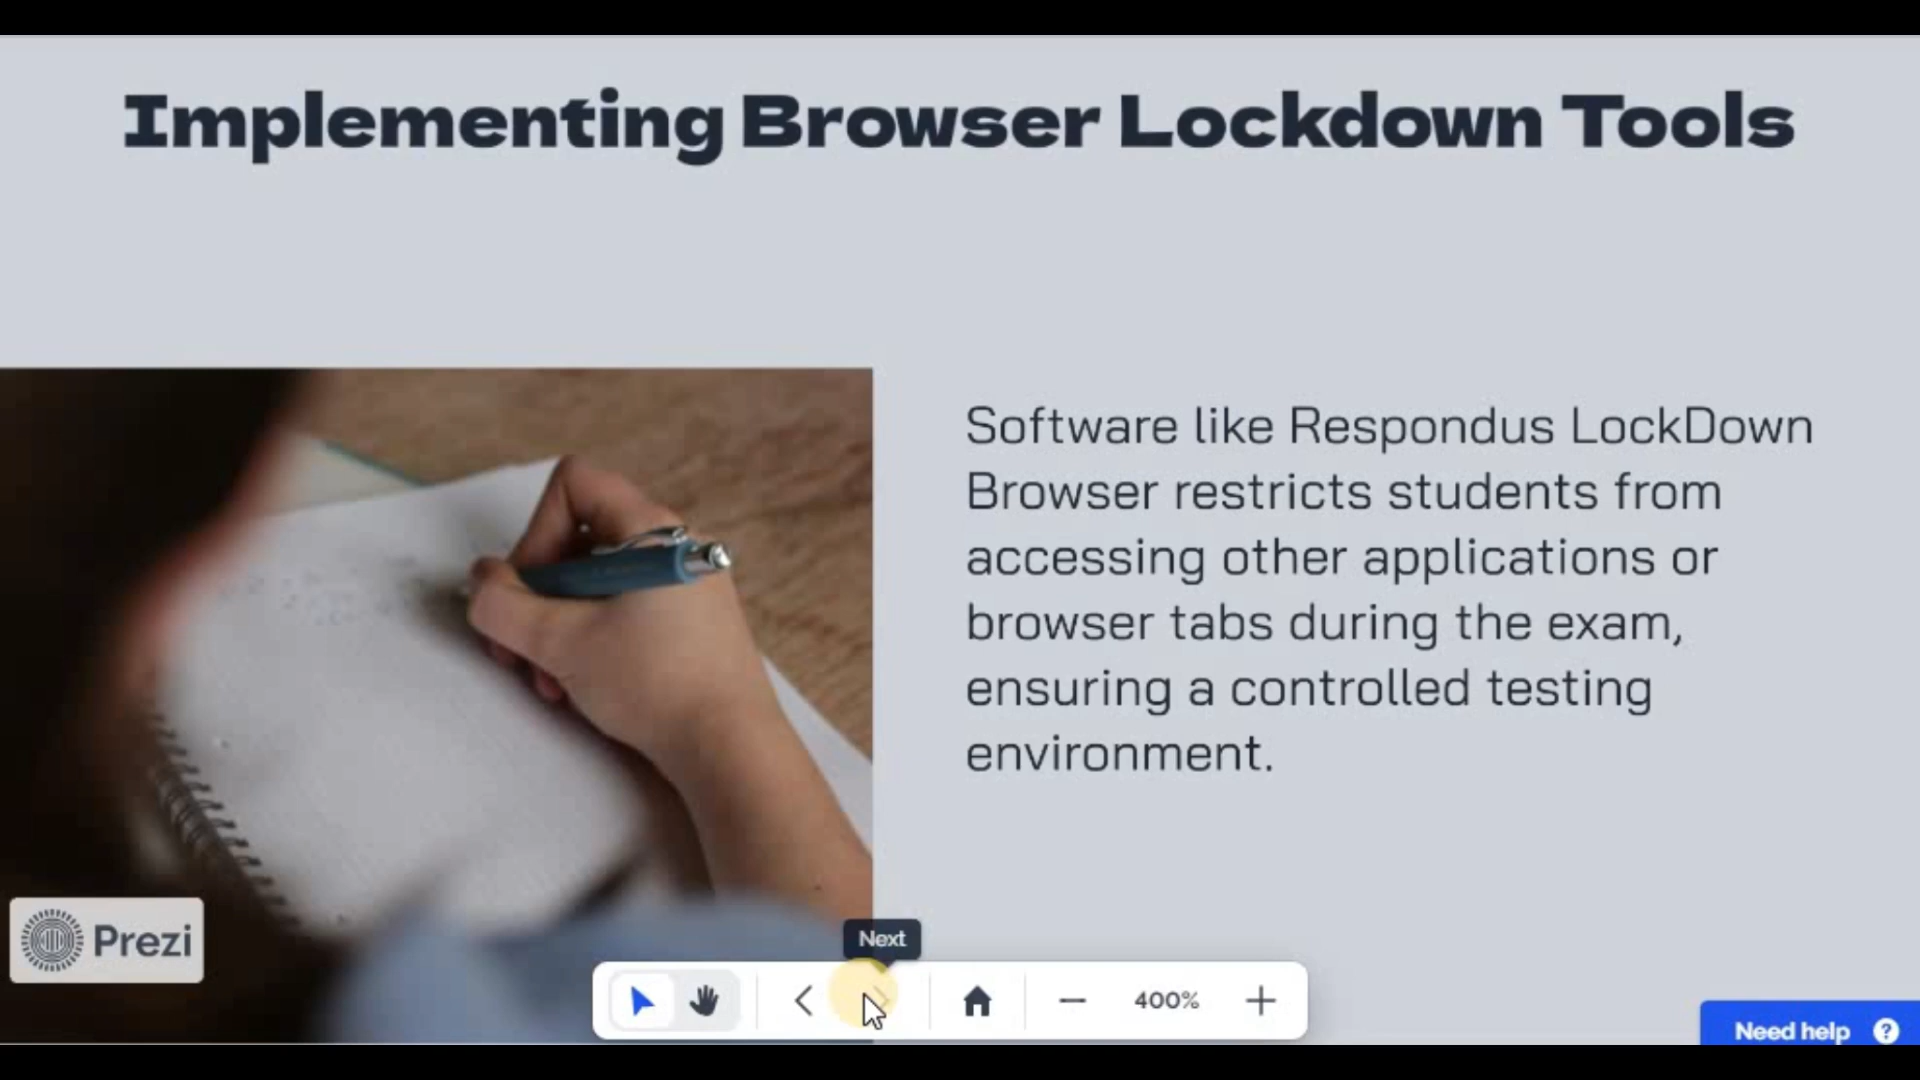 Implementing Browser Lockdown Tools
Software like Respondus LockDown
Browser restricts students from
accessing other applications or
browser tabs during the exam,
ensuring a controlled testing
environment.
Prezi
Next
400%
Need help ?